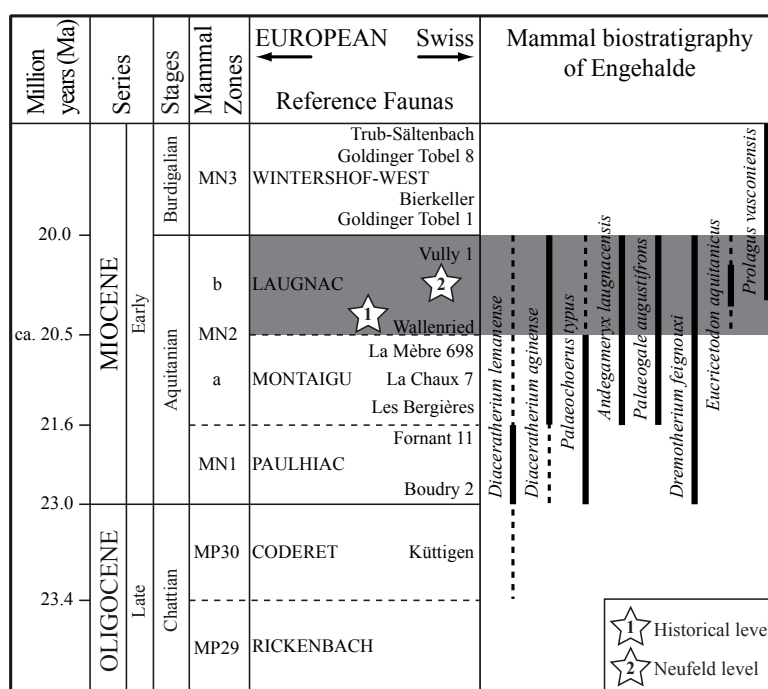 Million
years (Ma)
Series
Stages
Mammal
Zones
EUROPEAN Swiss
Reference Faunas
Mammal biostratigraphy
of Engehalde
20.0
ca. 20.5
21.6
23.0
23.4
MIOCENE
OLIGOCENE
Early
Late
Burdigalian
Aquitanian
Chattian
MN3
b
MN2
a
MN1
MP30
MP29
Trub-Sältenbach
Goldinger Tobel 8
WINTERSHOF-WEST
Bierkeller
Goldinger Tobel 1
Vully 1
LAUGNAC
2
1
Wallenried
La Mèbre 698
MONTAIGU La Chaux 7
Les Bergières
Fornant 11
PAULHIAC
Boudry 2
CODERET Küttigen
RICKENBACH
Diaceratherium lemanense
Diaceratherium aginense
Palaeochoerus typus
Andegameryx laugnacensis
Palaeogale augustifrons
Dremotherium feignouxi
Eucricetodon aquitanicus
Prolagus vasconiensis
1 Historical level
2 Neufeld level